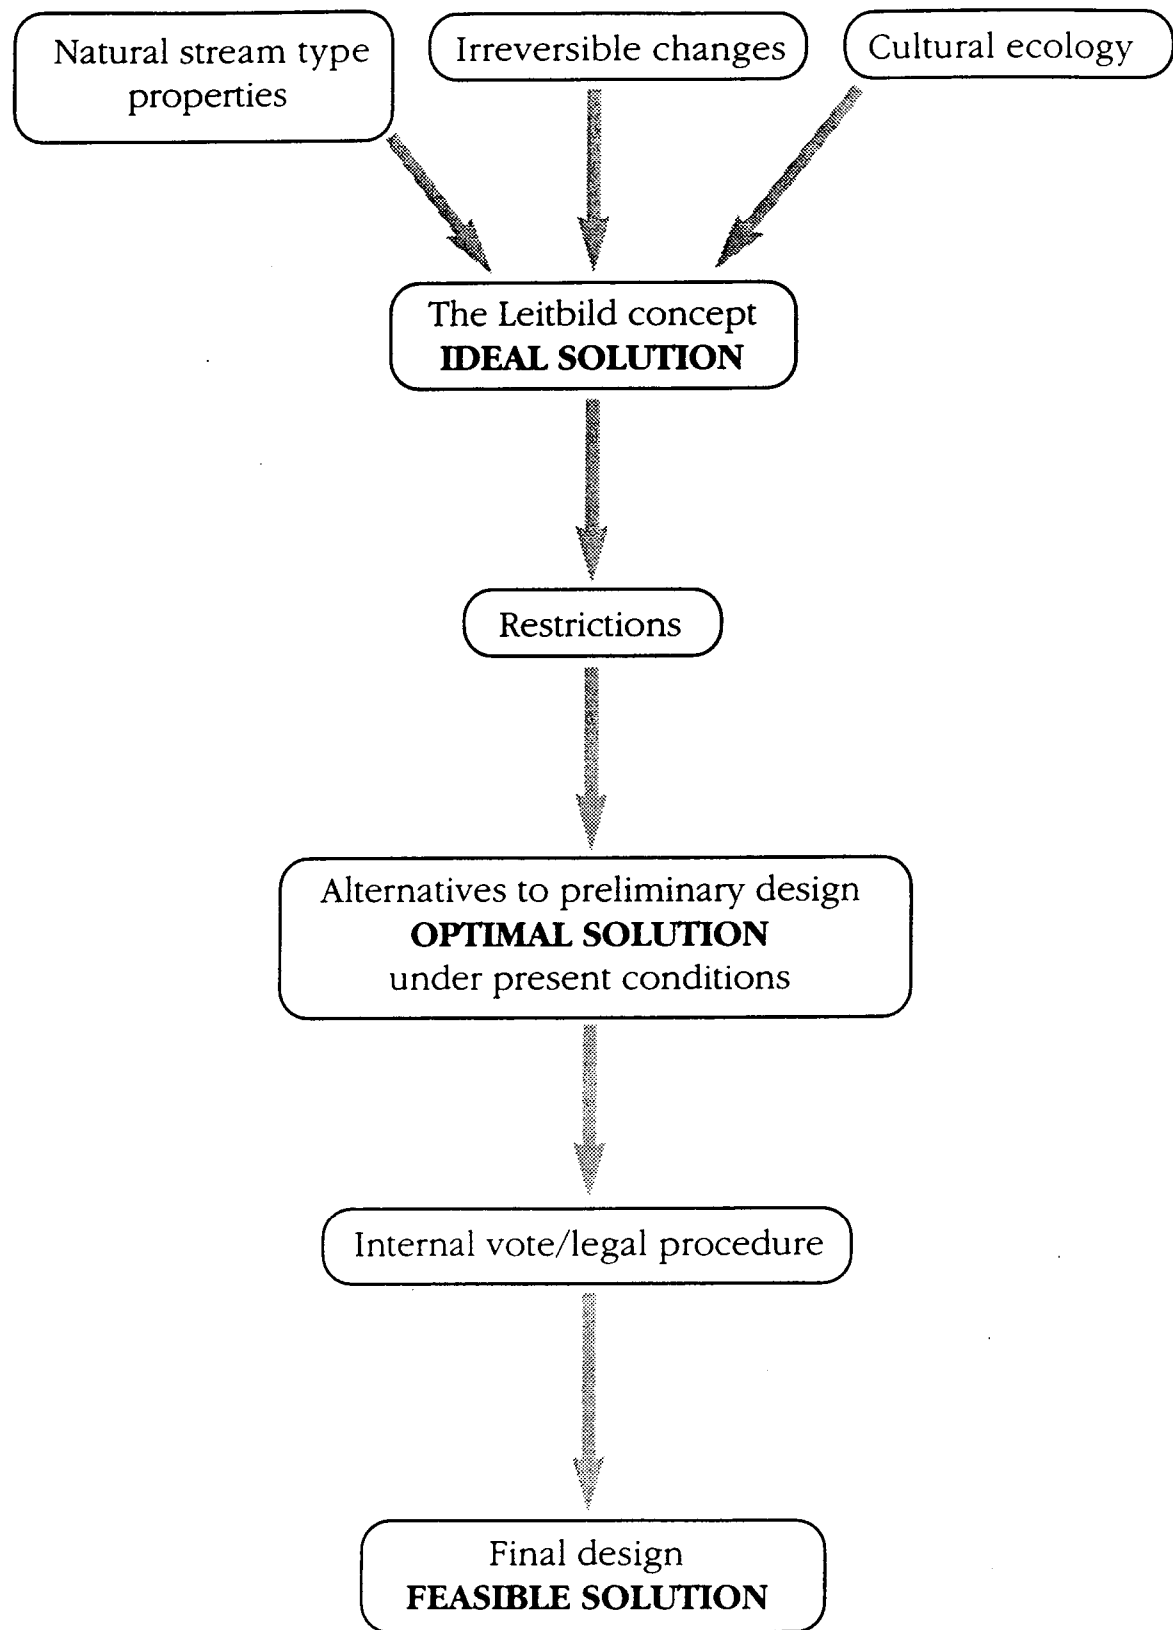 Natural stream type
properties
Irreversible changes
Cultural ecology
The Leitbild concept
IDEAL SOLUTION
Restrictions
Alternatives to preliminary design
OPTIMAL SOLUTION
under present conditions
Internal vote/legal procedure
Final design
FEASIBLE SOLUTION